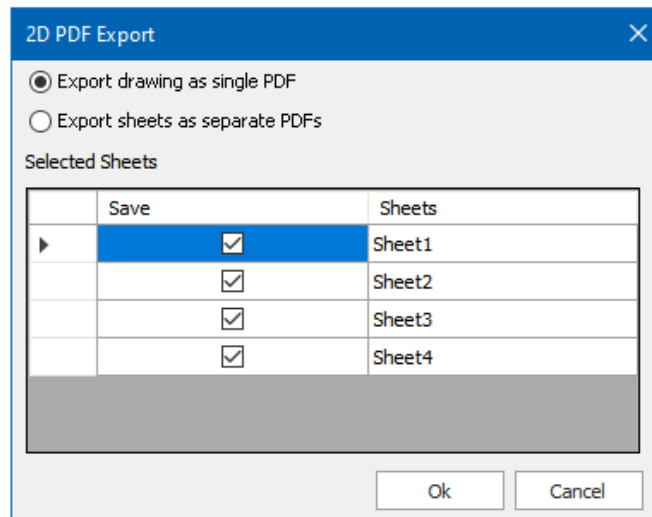 2D PDF Export
Export drawing as single PDF
Export sheets as separate PDFs
Selected Sheets
Save Sheets
Sheet1
Sheet2
Sheet3
Sheet4
Ok Cancel